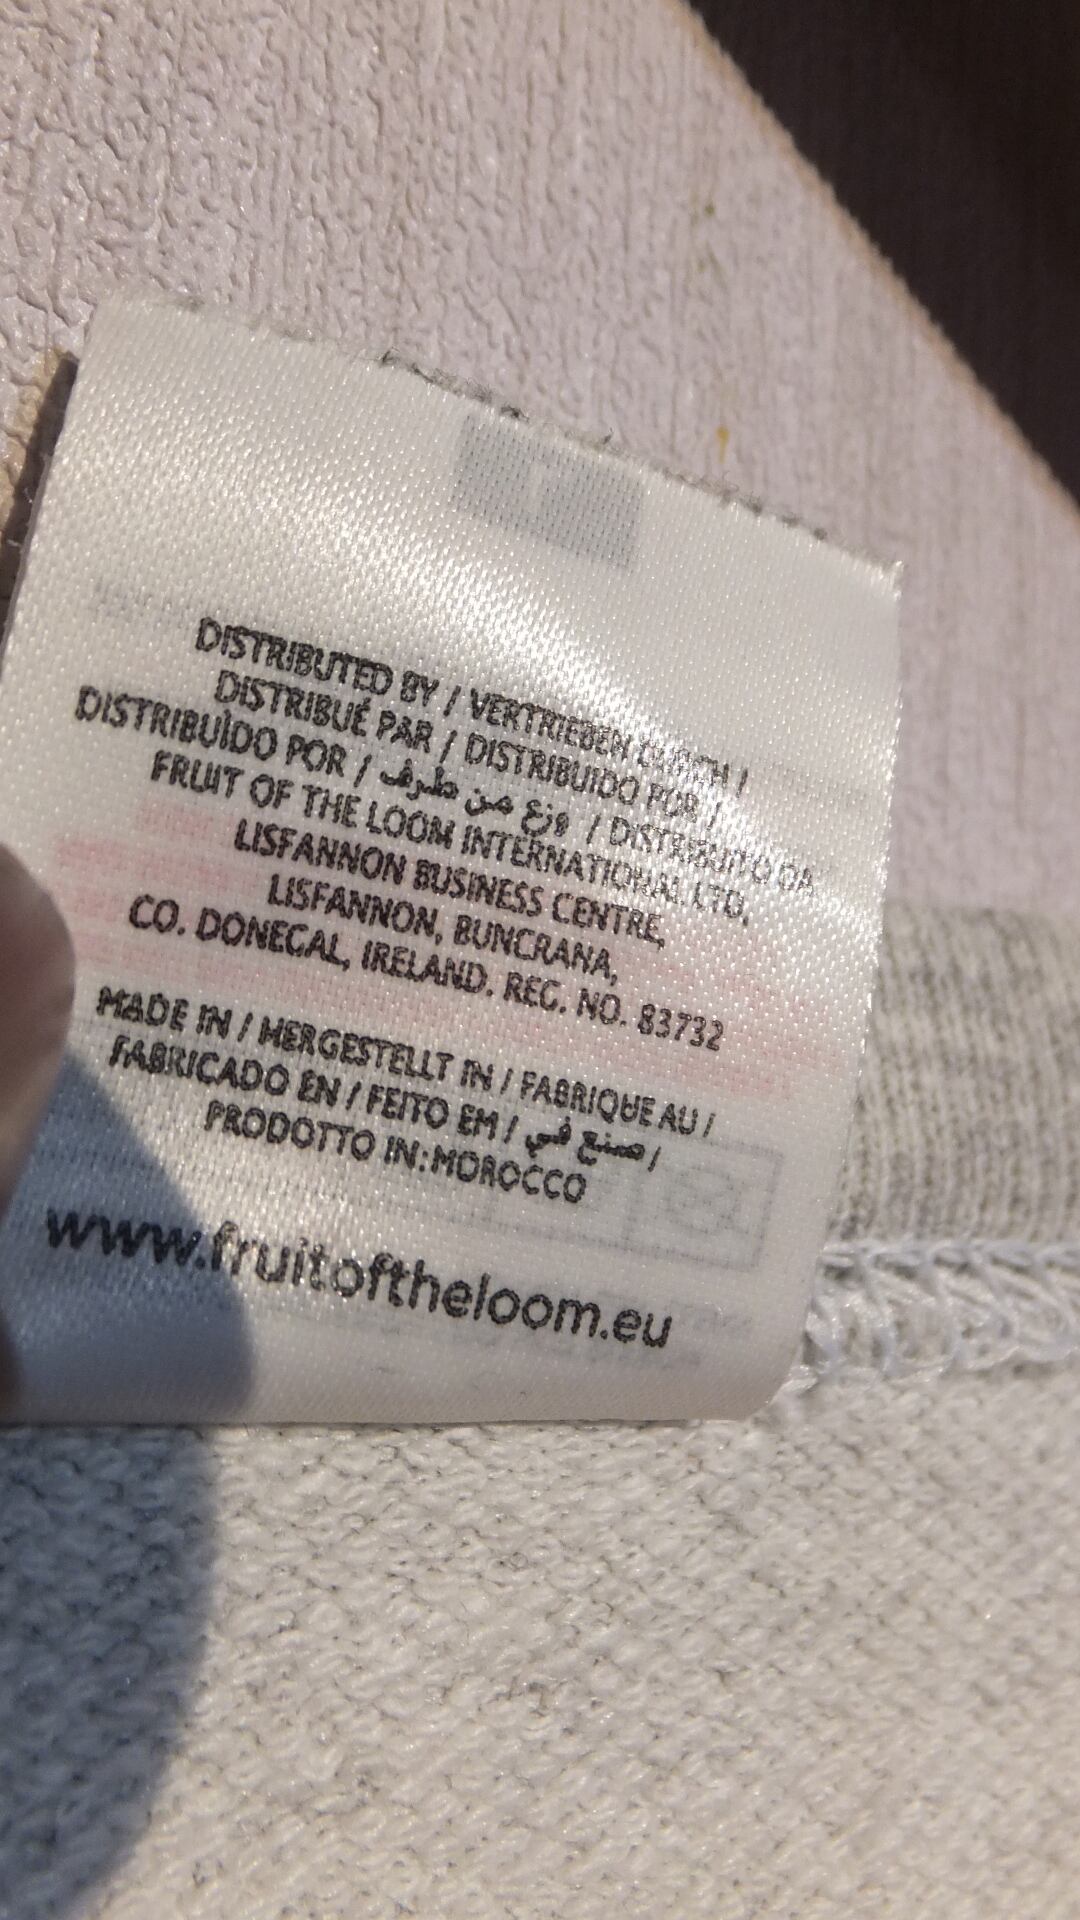 DISTRIBUTED BY / VERTRIEBEN DURCH /
DISTRIBUÉ PAR / DISTRIBUIDO POR /
DISTRIBUÌDO POR / وزع من طرف / DISTRIBUITO DA
FRUIT OF THE LOOM INTERNATIONAL LTD,
LISFANNON BUSINESS CENTRE,
LISFANNON, BUNCRANA,
CO. DONEGAL, IRELAND. REG. NO. 83732
MADE IN / HERGESTELLT IN / FABRIQUE AU /
FABRICADO EN / FEITO EM / صنع في /
PRODOTTO IN: MOROCCO
www.fruitoftheloom.eu